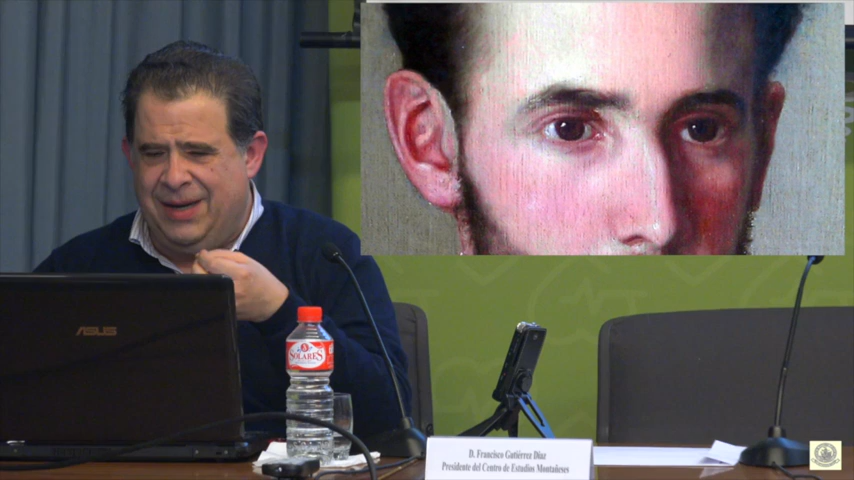 ASUS
SOLARES
D. Francisco Gutiérrez Díaz
Presidente del Centro de Estudios Montañeses